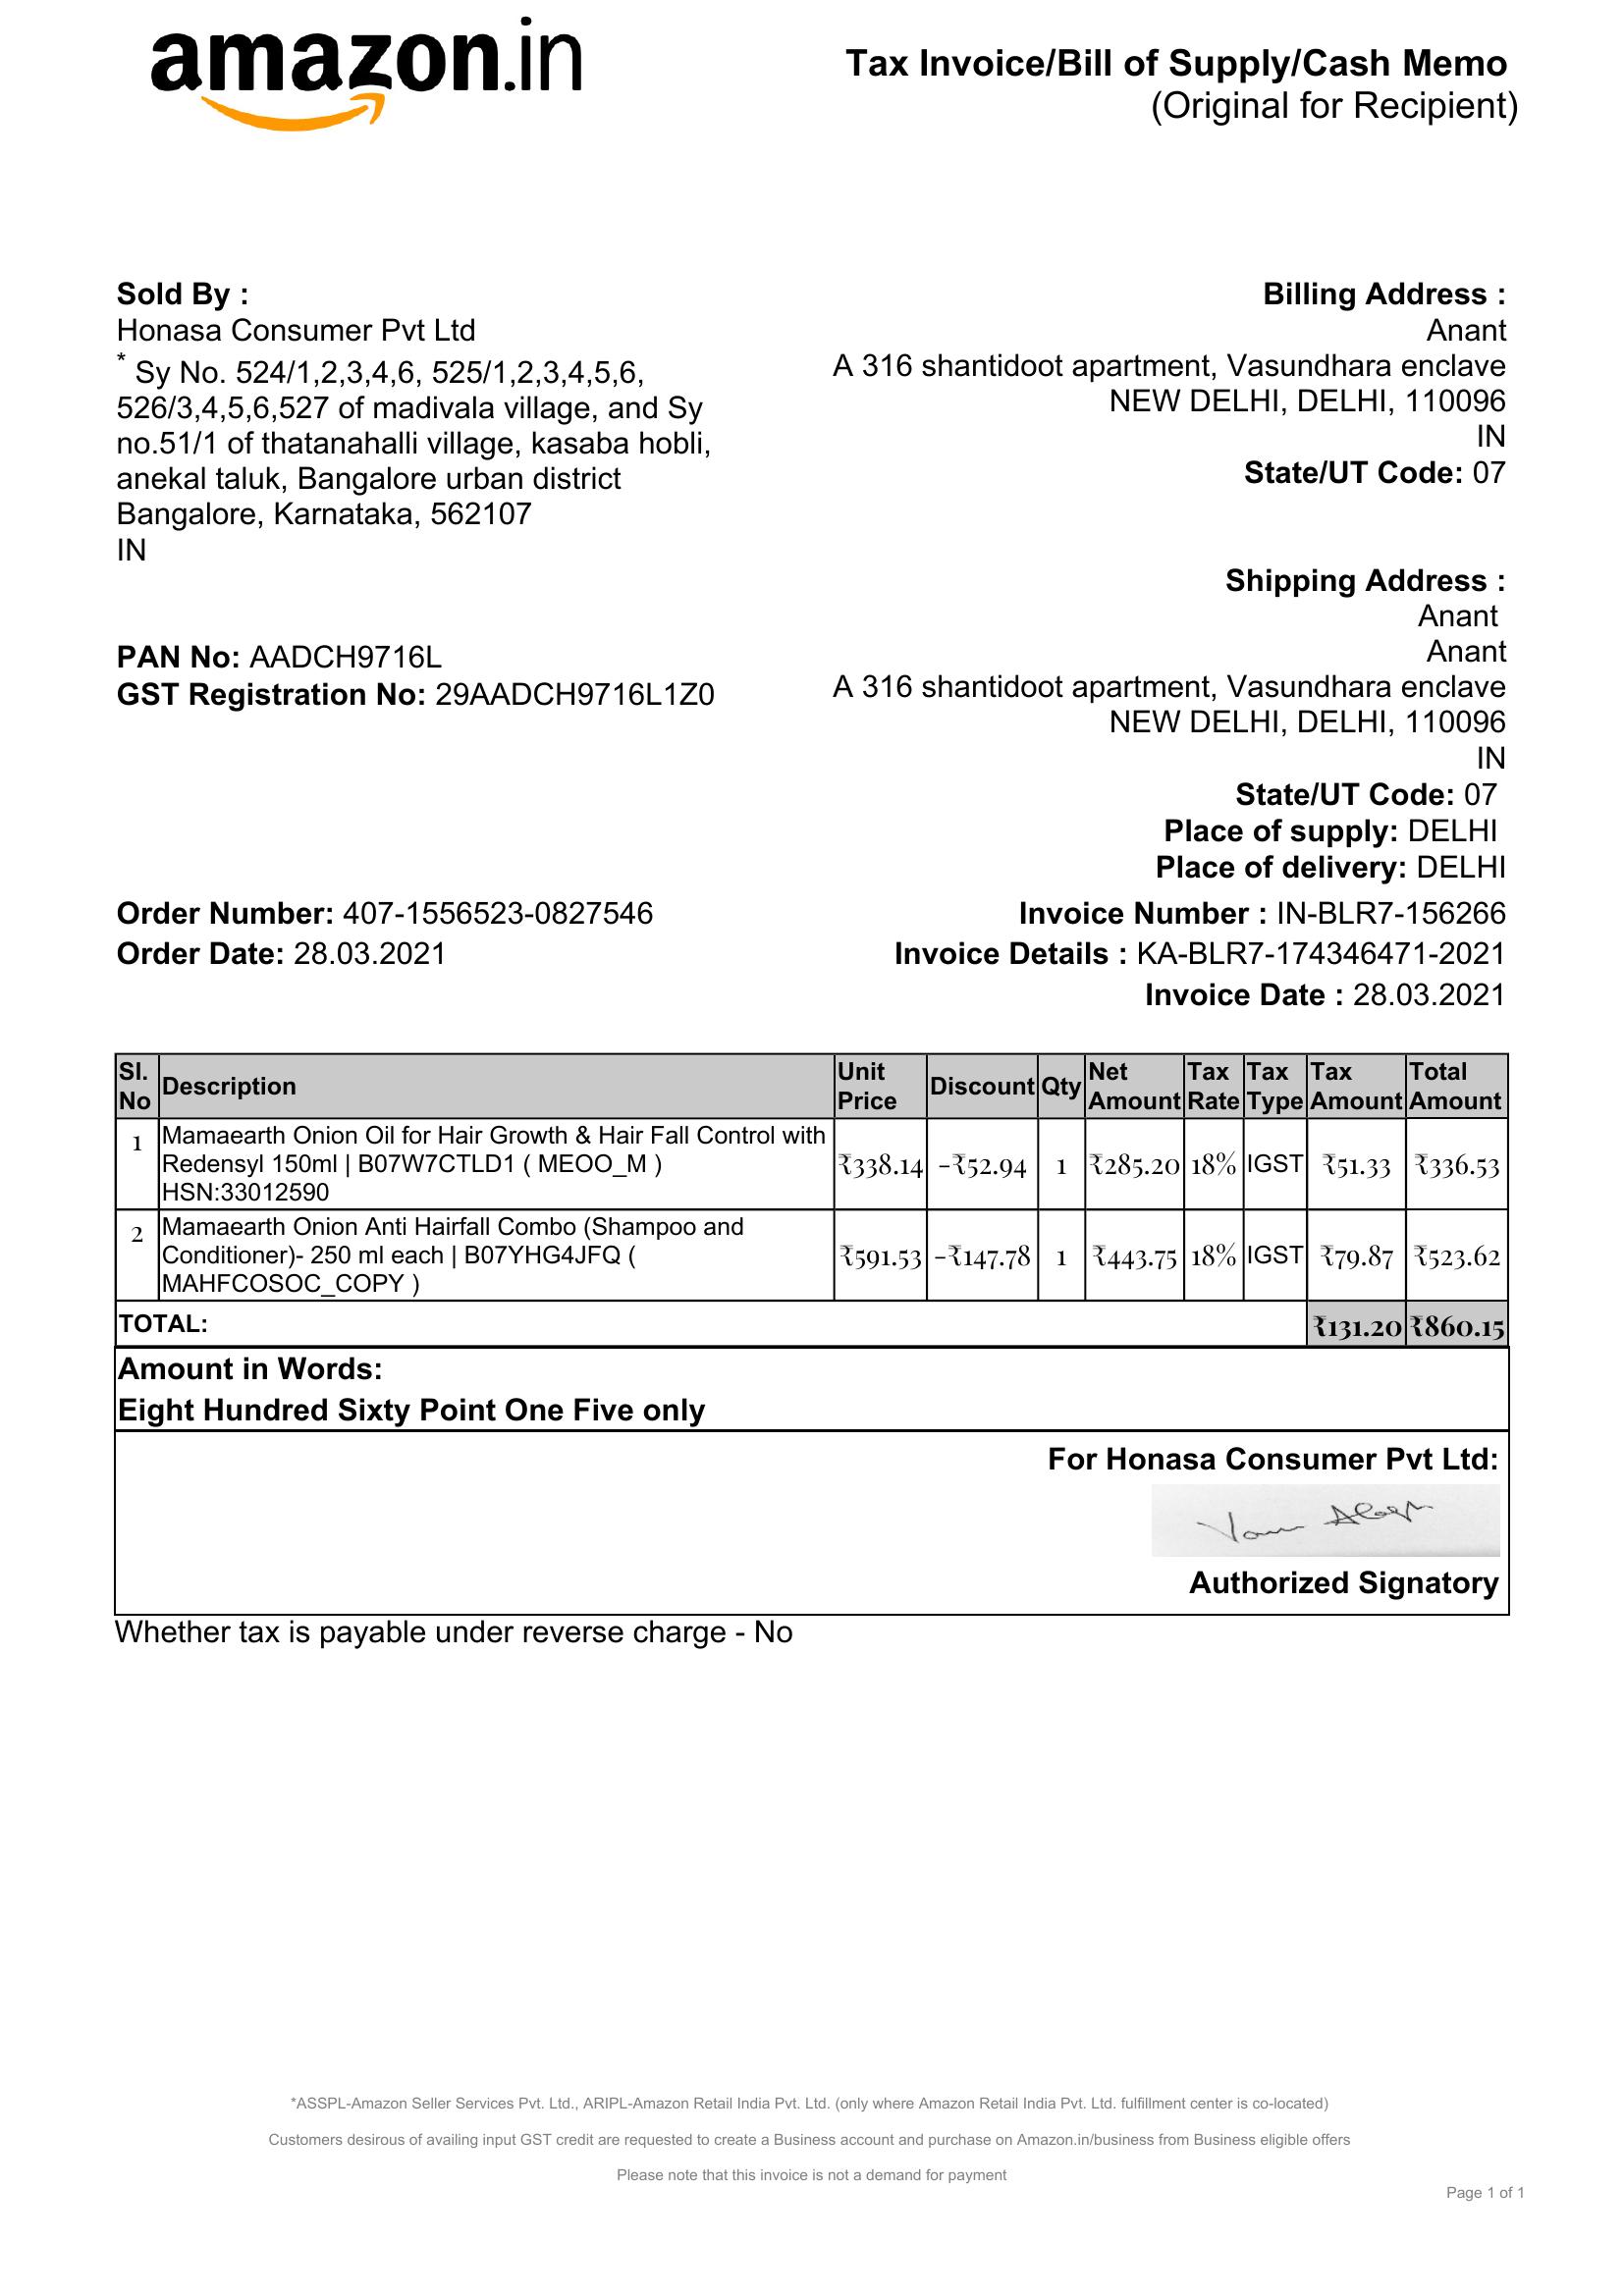 amazon.in
Tax Invoice/Bill of Supply/Cash Memo
(Original for Recipient)
Sold By :
Honasa Consumer Pvt Ltd
* Sy No. 524/1,2,3,4,6, 525/1,2,3,4,5,6,
526/3,4,5,6,527 of madivala village, and Sy
no.51/1 of thatanahalli village, kasaba hobli,
anekal taluk, Bangalore urban district
Bangalore, Karnataka, 562107
IN
PAN No: AADCH9716L
GST Registration No: 29AADCH9716L1Z0
Billing Address :
Anant
A 316 shantidoot apartment, Vasundhara enclave
NEW DELHI, DELHI, 110096
IN
State/UT Code: 07
Shipping Address :
Anant
Anant
A 316 shantidoot apartment, Vasundhara enclave
NEW DELHI, DELHI, 110096
IN
State/UT Code: 07
Place of supply: DELHI
Place of delivery: DELHI
Order Number: 407-1556523-0827546
Order Date: 28.03.2021
Invoice Number : IN-BLR7-156266
Invoice Details : KA-BLR7-174346471-2021
Invoice Date : 28.03.2021
Sl. No Description Unit Price Discount Qty Net Amount Tax Rate Tax Type Tax Amount Total Amount
1 Mamaearth Onion Oil for Hair Growth & Hair Fall Control with
Redensyl 150ml | B07W7CTLD1 ( MEOO_M ) ₹338.14 -₹52.94 1 ₹285.20 18% IGST ₹51.33 ₹336.53
HSN:33012590
2 Mamaearth Onion Anti Hairfall Combo (Shampoo and
Conditioner)- 250 ml each | B07YHG4JFQ ( ₹591.53 -₹147.78 1 ₹443.75 18% IGST ₹79.87 ₹523.62
MAHFCOSOC_COPY )
TOTAL: ₹131.20 ₹860.15
Amount in Words:
Eight Hundred Sixty Point One Five only
For Honasa Consumer Pvt Ltd:
Authorized Signatory
Whether tax is payable under reverse charge - No
*ASSPL-Amazon Seller Services Pvt. Ltd., ARIPL-Amazon Retail India Pvt. Ltd. (only where Amazon Retail India Pvt. Ltd. fulfillment center is co-located)
Customers desirous of availing input GST credit are requested to create a Business account and purchase on Amazon.in/business from Business eligible offers
Please note that this invoice is not a demand for payment
Page 1 of 1